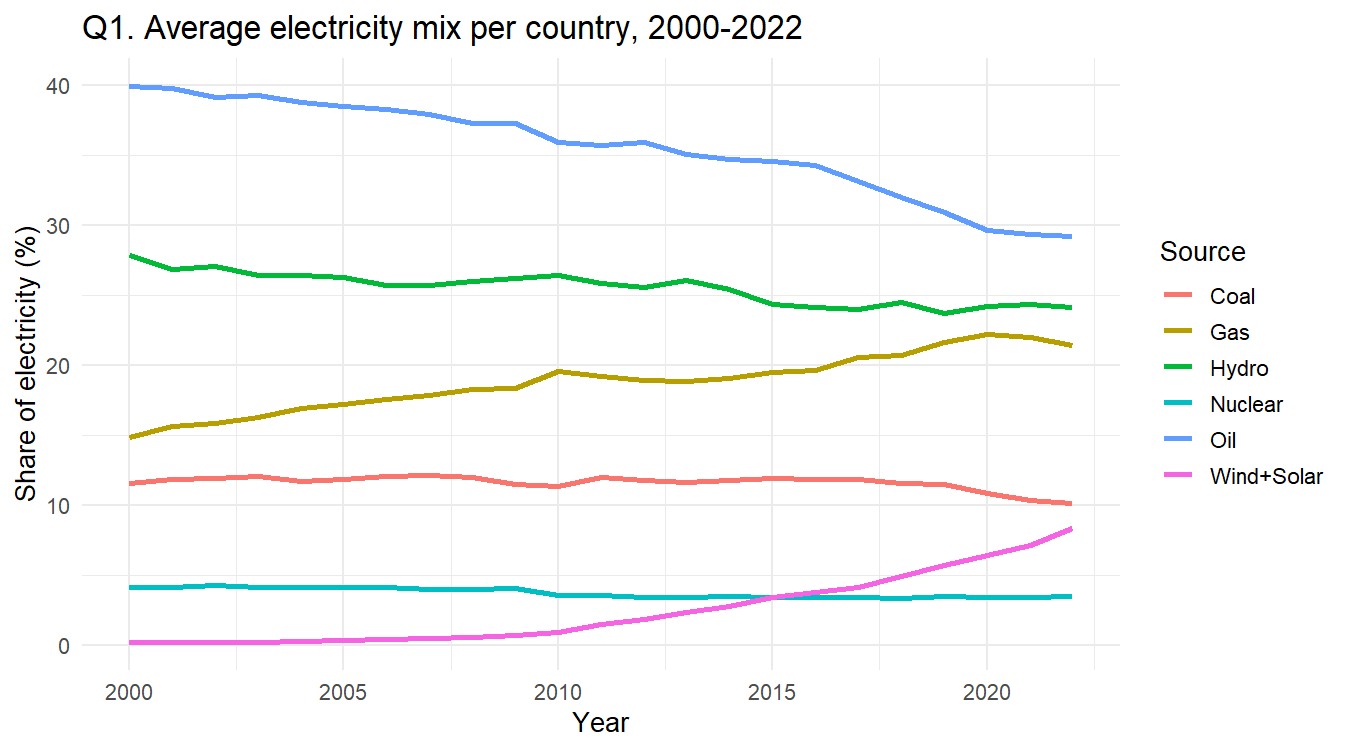 Q1. Average electricity mix per country, 2000-2022
Share of electricity (%)
40
30
20
10
0
2000 2005 2010 2015 2020
Year
Source
Coal
Gas
Hydro
Nuclear
Oil
Wind+Solar